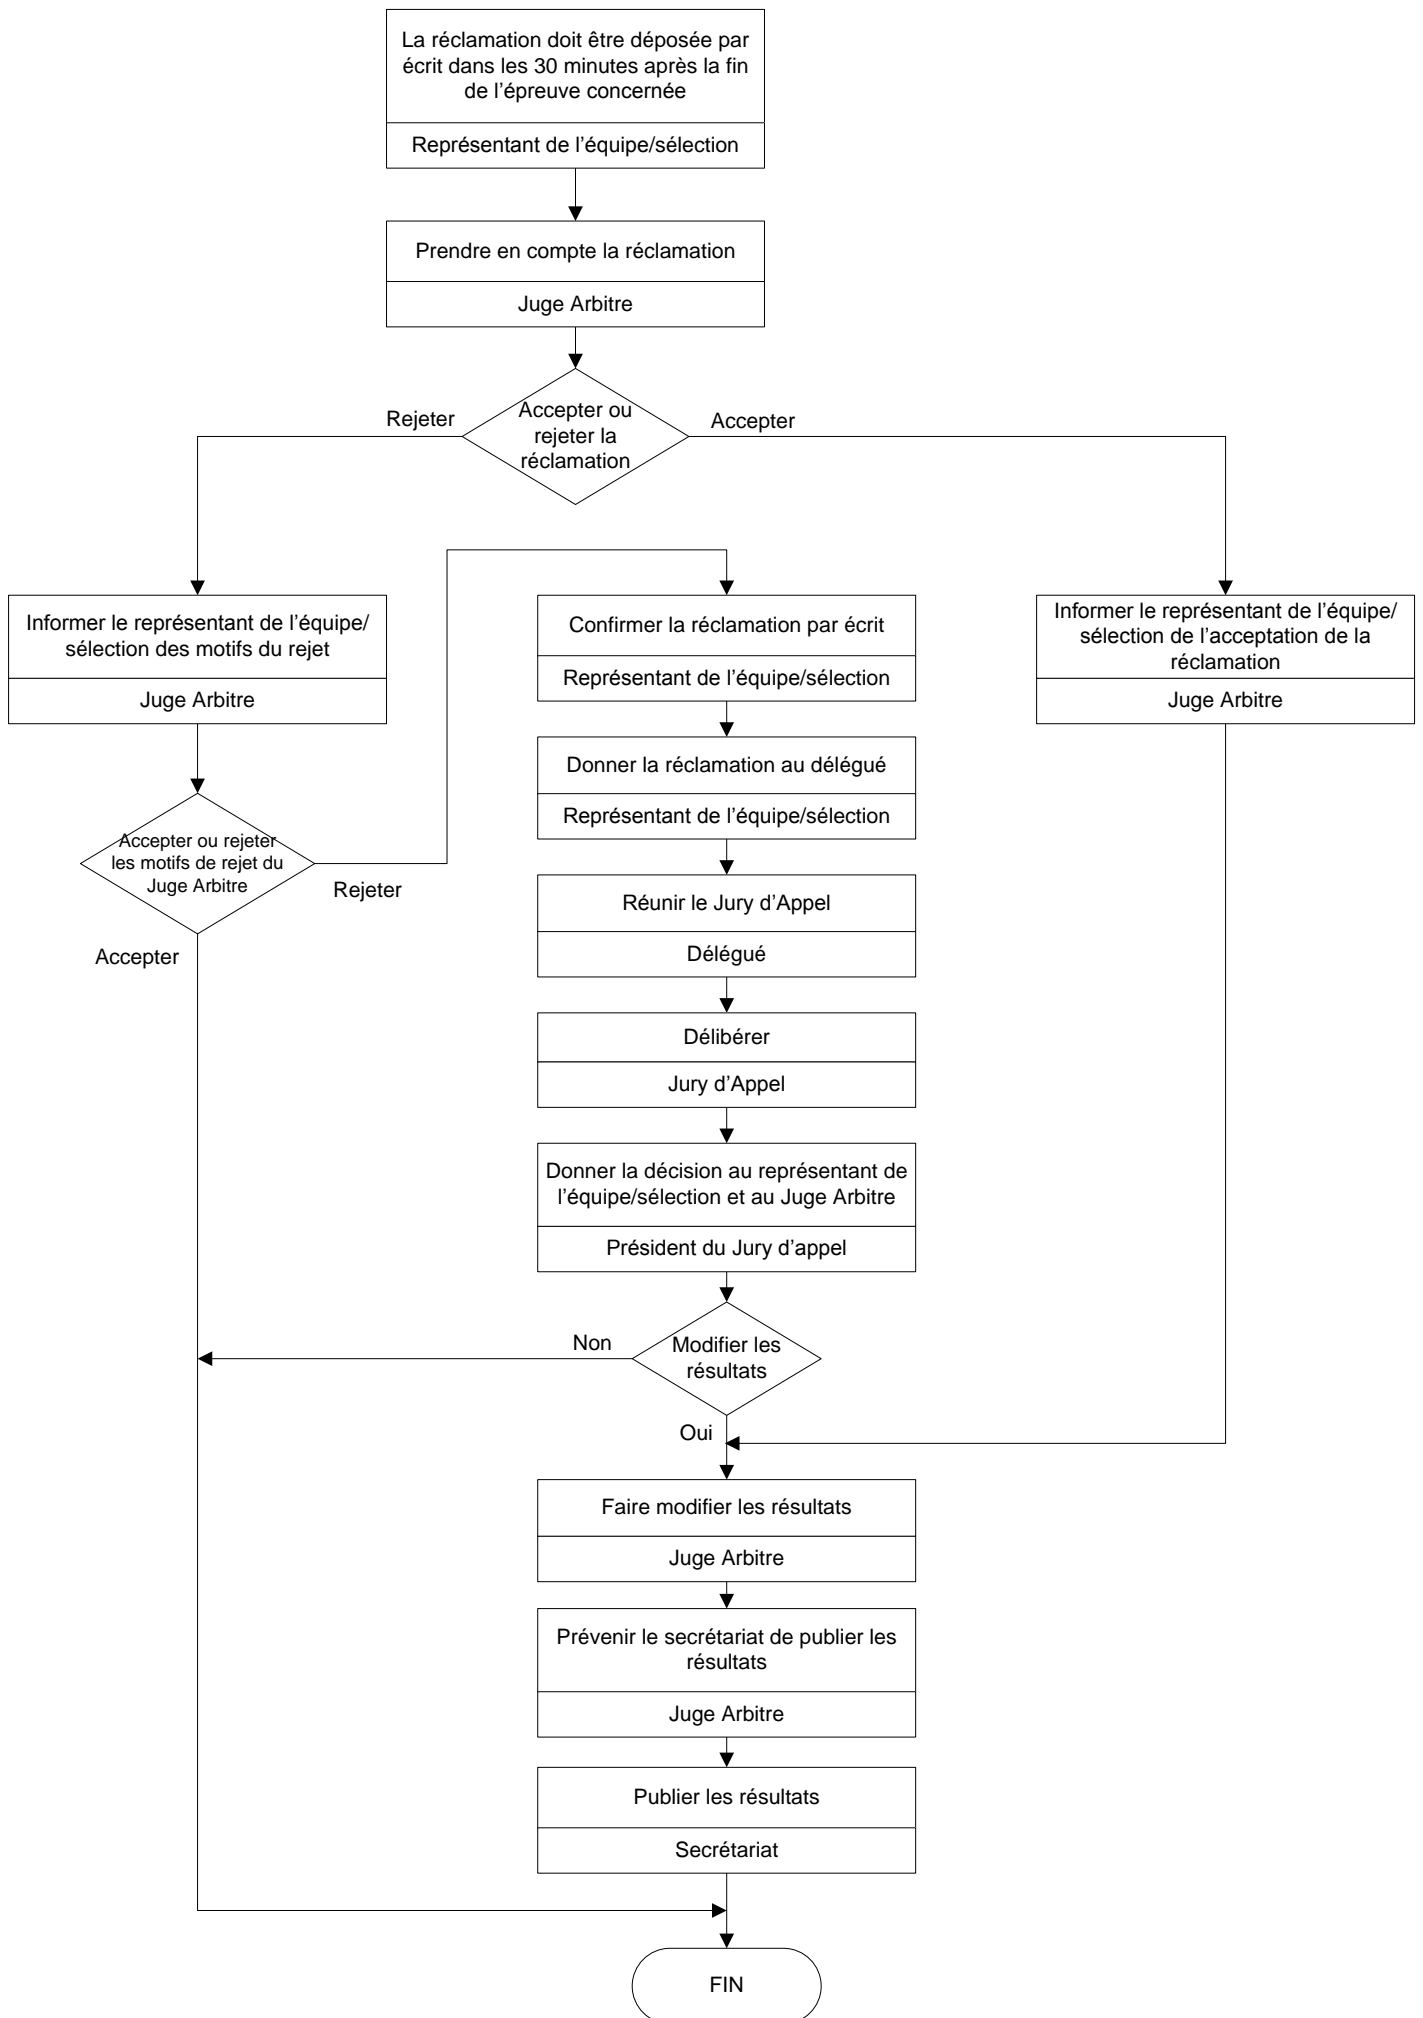 La réclamation doit être déposée par
écrit dans les 30 minutes après la fin
de l’épreuve concernée
Représentant de l’équipe/sélection
Prendre en compte la réclamation
Juge Arbitre
Rejeter
Accepter ou
rejeter la
réclamation
Accepter
Informer le représentant de l’équipe/
sélection des motifs du rejet
Juge Arbitre
Confirmer la réclamation par écrit
Représentant de l’équipe/sélection
Informer le représentant de l’équipe/
sélection de l’acceptation de la
réclamation
Juge Arbitre
Donner la réclamation au délégué
Représentant de l’équipe/sélection
Accepter ou rejeter
les motifs de rejet du
Juge Arbitre
Rejeter
Accepter
Réunir le Jury d’Appel
Délégué
Délibérer
Jury d’Appel
Donner la décision au représentant de
l’équipe/sélection et au Juge Arbitre
Président du Jury d’appel
Non
Modifier les
résultats
Oui
Faire modifier les résultats
Juge Arbitre
Prévenir le secrétariat de publier les
résultats
Juge Arbitre
Publier les résultats
Secrétariat
FIN